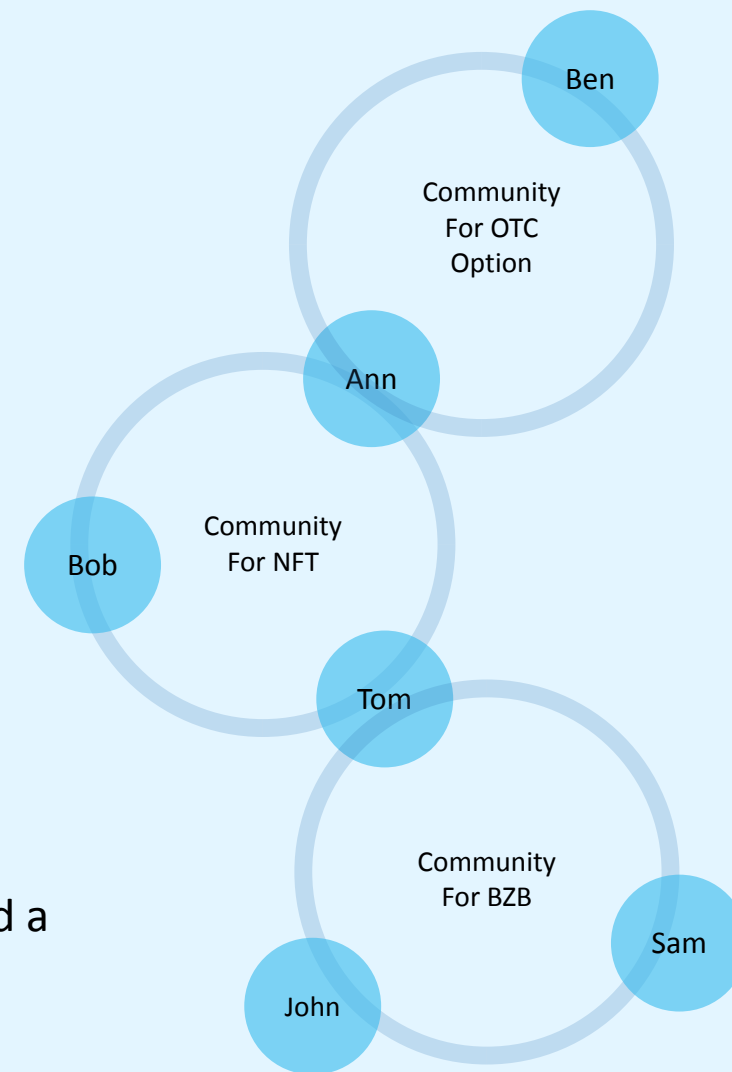 Ben
Community
For OTC
Option
Ann
Community
For NFT
Bob
Tom
Community
For BZB
d a
Sam
John